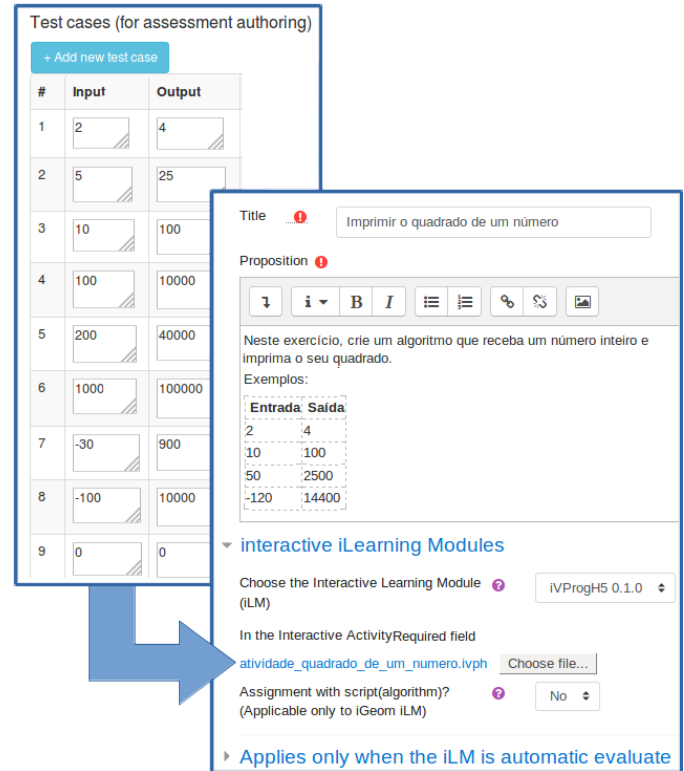 Test cases (for assessment authoring)
+ Add new test case
# Input Output
1 2 4
2 5 25
3 10 100
4 100 10000
5 200 40000
6 1000 100000
7 -30 900
8 -100 10000
9 0 0
Title
Imprimir o quadrado de um número
Proposition
i B I
Neste exercício, crie um algoritmo que receba um número inteiro e
imprima o seu quadrado.
Exemplos:
Entrada Saída
2 4
10 100
50 2500
-120 14400
interactive iLearning Modules
Choose the Interactive Learning Module
(iLM)
iVProgH5 0.1.0
In the Interactive ActivityRequired field
atividade_quadrado_de_um_numero.ivph Choose file...
Assignment with script(algorithm)?
(Applicable only to iGeom iLM)
No
Applies only when the iLM is automatic evaluate